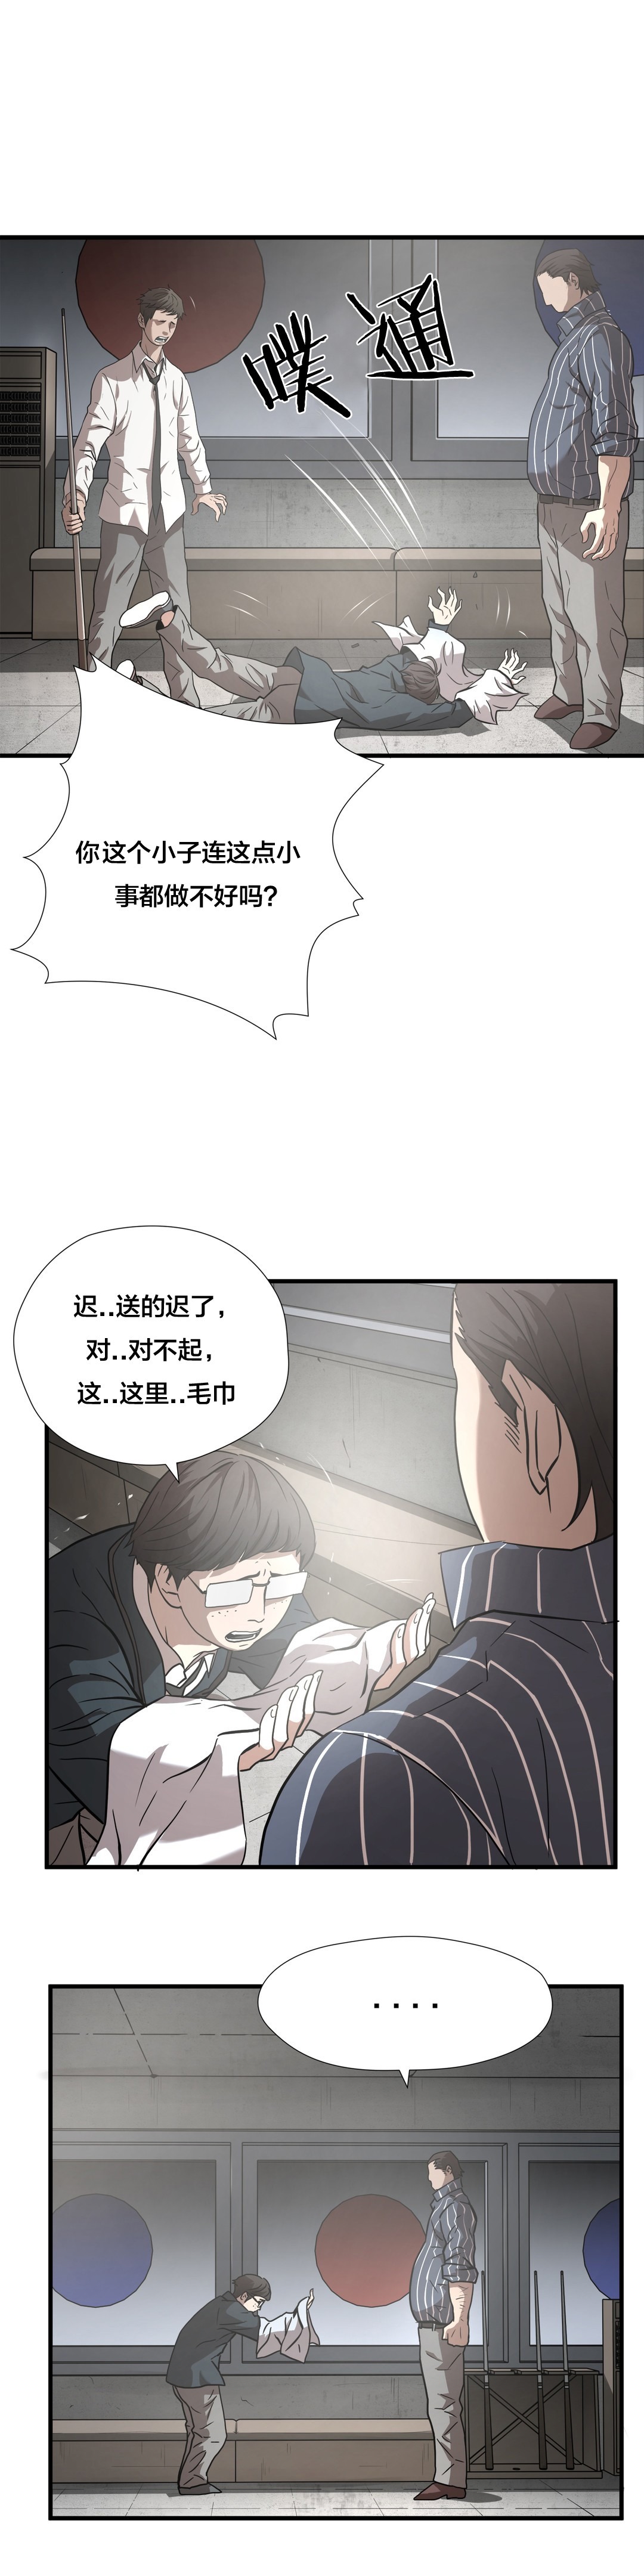 噗通
你这个小子连这点小
事都做不好吗？
迟..送的迟了，
对..对不起，
这..这里..毛巾
....